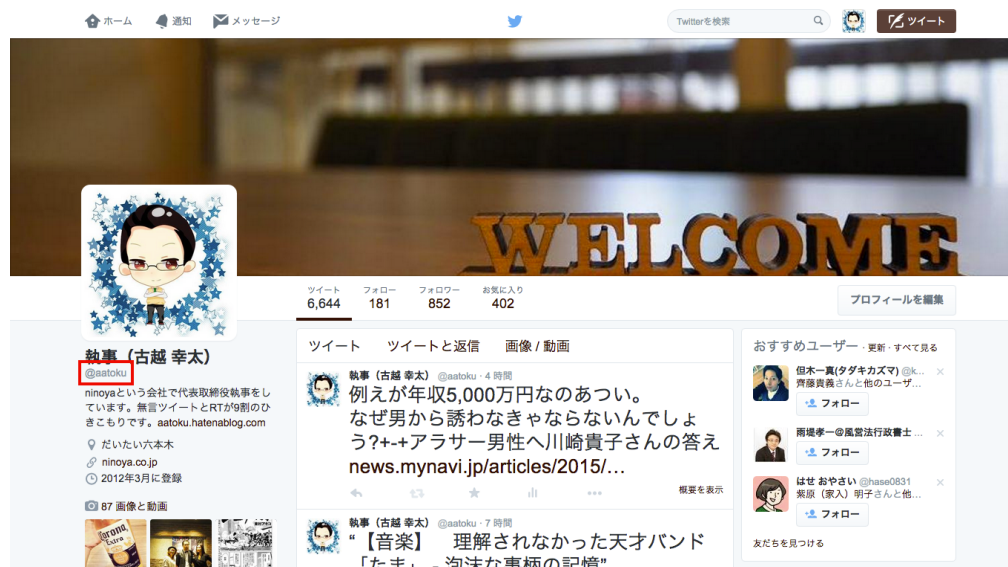 ホーム
通知
メッセージ
Twitterを検索
ツイート
WELCOME
ツイート
6,644
フォロー
181
フォロワー
852
お気に入り
402
プロフィールを編集
執事（古越 幸太）
@aatoku
ninoyaという会社で代表取締役執事をし
ています。無言ツイートとRTが9割のひ
きこもりです。aatoku.hatenablog.com
だいたい六本木
ninoya.co.jp
2012年3月に登録
87 画像と動画
Corona
Extra
ツイート ツイートと返信 画像 / 動画
執事（古越 幸太） @aatoku · 4 時間
例えが年収5,000万円なのあつい。
なぜ男から誘わなきゃならないんでしょ
う?+-+アラサー男性へ川崎貴子さんの答え
news.mynavi.jp/articles/2015/…
概要を表示
執事（古越 幸太） @aatoku · 7 時間
“【音楽】　理解されなかった天才バンド
「たま」 - 泡沫な事柄の記憶”
おすすめユーザー · 更新 · すべて見る
但木一真(タダキカズマ) @k...
齊藤貴義さんと他のユーザ...
フォロー
雨堤孝一@風営法行政書士 ...
フォロー
はせ おやさい @hase0831
紫原（家入）明子さんと他...
フォロー
友だちを見つける